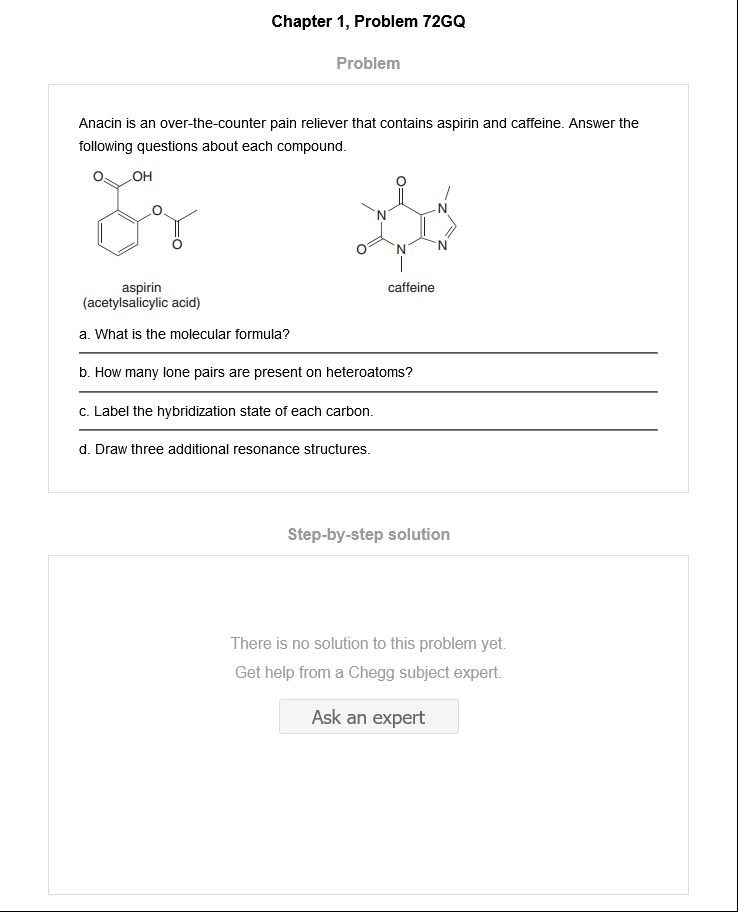 Chapter 1, Problem 72GQ
Problem
Anacin is an over-the-counter pain reliever that contains aspirin and caffeine. Answer the
following questions about each compound.
O
OH
O
O
aspirin
(acetylsalicylic acid)
O
N
N
O
N
N
caffeine
a. What is the molecular formula?
b. How many lone pairs are present on heteroatoms?
c. Label the hybridization state of each carbon.
d. Draw three additional resonance structures.
Step-by-step solution
There is no solution to this problem yet.
Get help from a Chegg subject expert.
Ask an expert